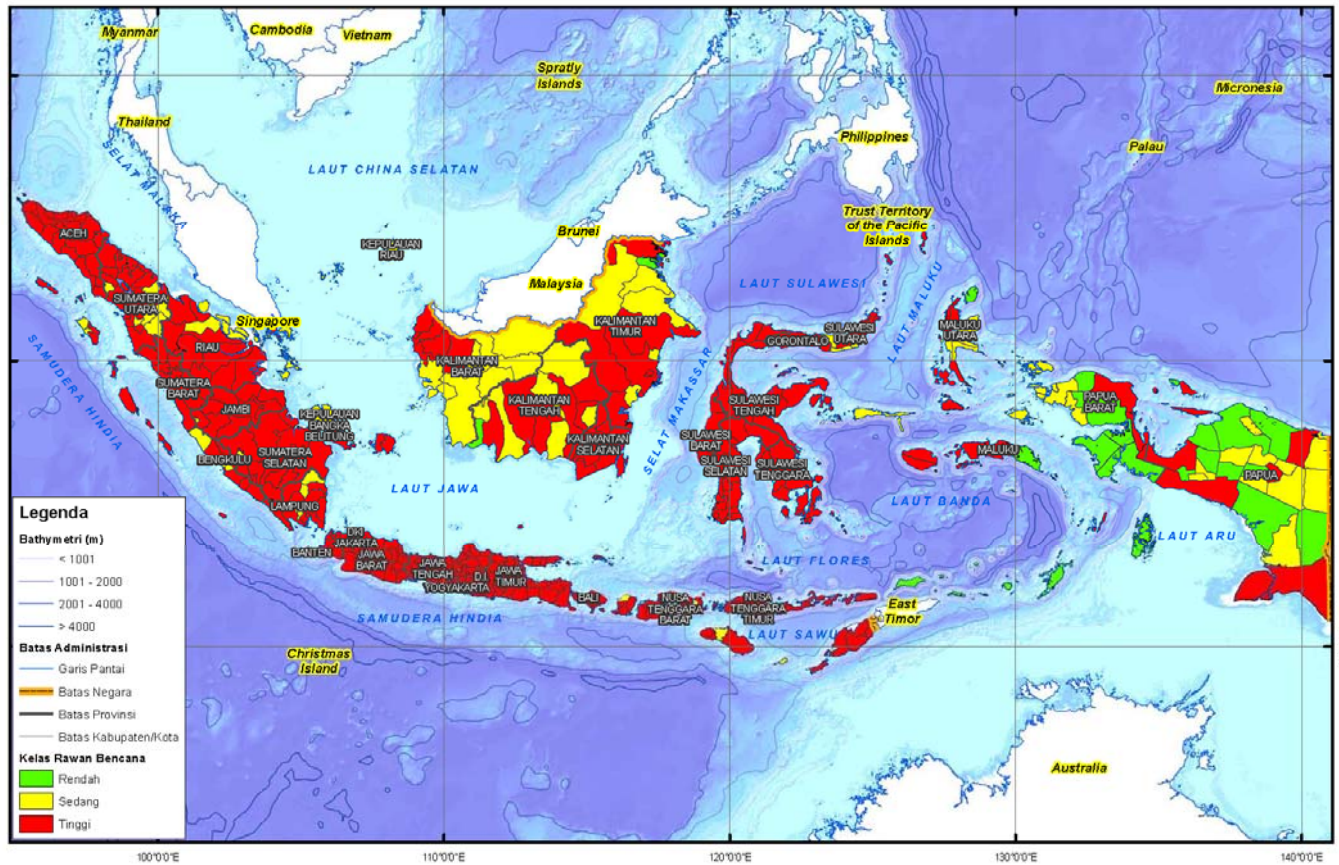 Myanmar
Cambodia
Vietnam
Spratly
Islands
Micronesia
Thailand
Philippines
Palau
SELAT MALAKA
LAUT CHINA SELATAN
Trust Territory
of the Pacific
Islands
ACEH
KEPULAUAN
RIAU
Brunei
Malaysia
LAUT SULAWESI
LAUT MALUKU
SUMATERA
UTARA
Singapore
KALIMANTAN
TIMUR
SULAWESI
UTARA
GORONTALO
MALUKU
UTARA
SAMUDERA HINDIA
RIAU
KALIMANTAN
BARAT
SELAT MAKASSAR
SUMATERA
BARAT
JAMBI
KEPULAUAN
BANGKA
BELITUNG
KALIMANTAN
TENGAH
SULAWESI
TENGAH
PAPUA
BARAT
KALIMANTAN
SELATAN
SULAWESI
BARAT
SULAWESI
SELATAN
SULAWESI
TENGGARA
MALUKU
BENGKULU
SUMATERA
SELATAN
PAPUA
LAMPUNG
LAUT JAWA
LAUT BANDA
LAUT ARU
BANTEN
DKI
JAKARTA
JAWA
BARAT
JAWA
TENGAH
D.I.
YOGYAKARTA
JAWA
TIMUR
LAUT FLORES
BALI
NUSA
TENGGARA
BARAT
NUSA
TENGGARA
TIMUR
East
Timor
SAMUDERA HINDIA
LAUT SAWU
Christmas
Island
Australia
Legenda
Bathymetri (m)
< 1001
1001 - 2000
2001 - 4000
> 4000
Batas Administrasi
Garis Pantai
Batas Negara
Batas Provinsi
Batas Kabupaten/Kota
Kelas Rawan Bencana
Rendah
Sedang
Tinggi
100°0'0"E
110°0'0"E
120°0'0"E
130°0'0"E
140°0'0"E